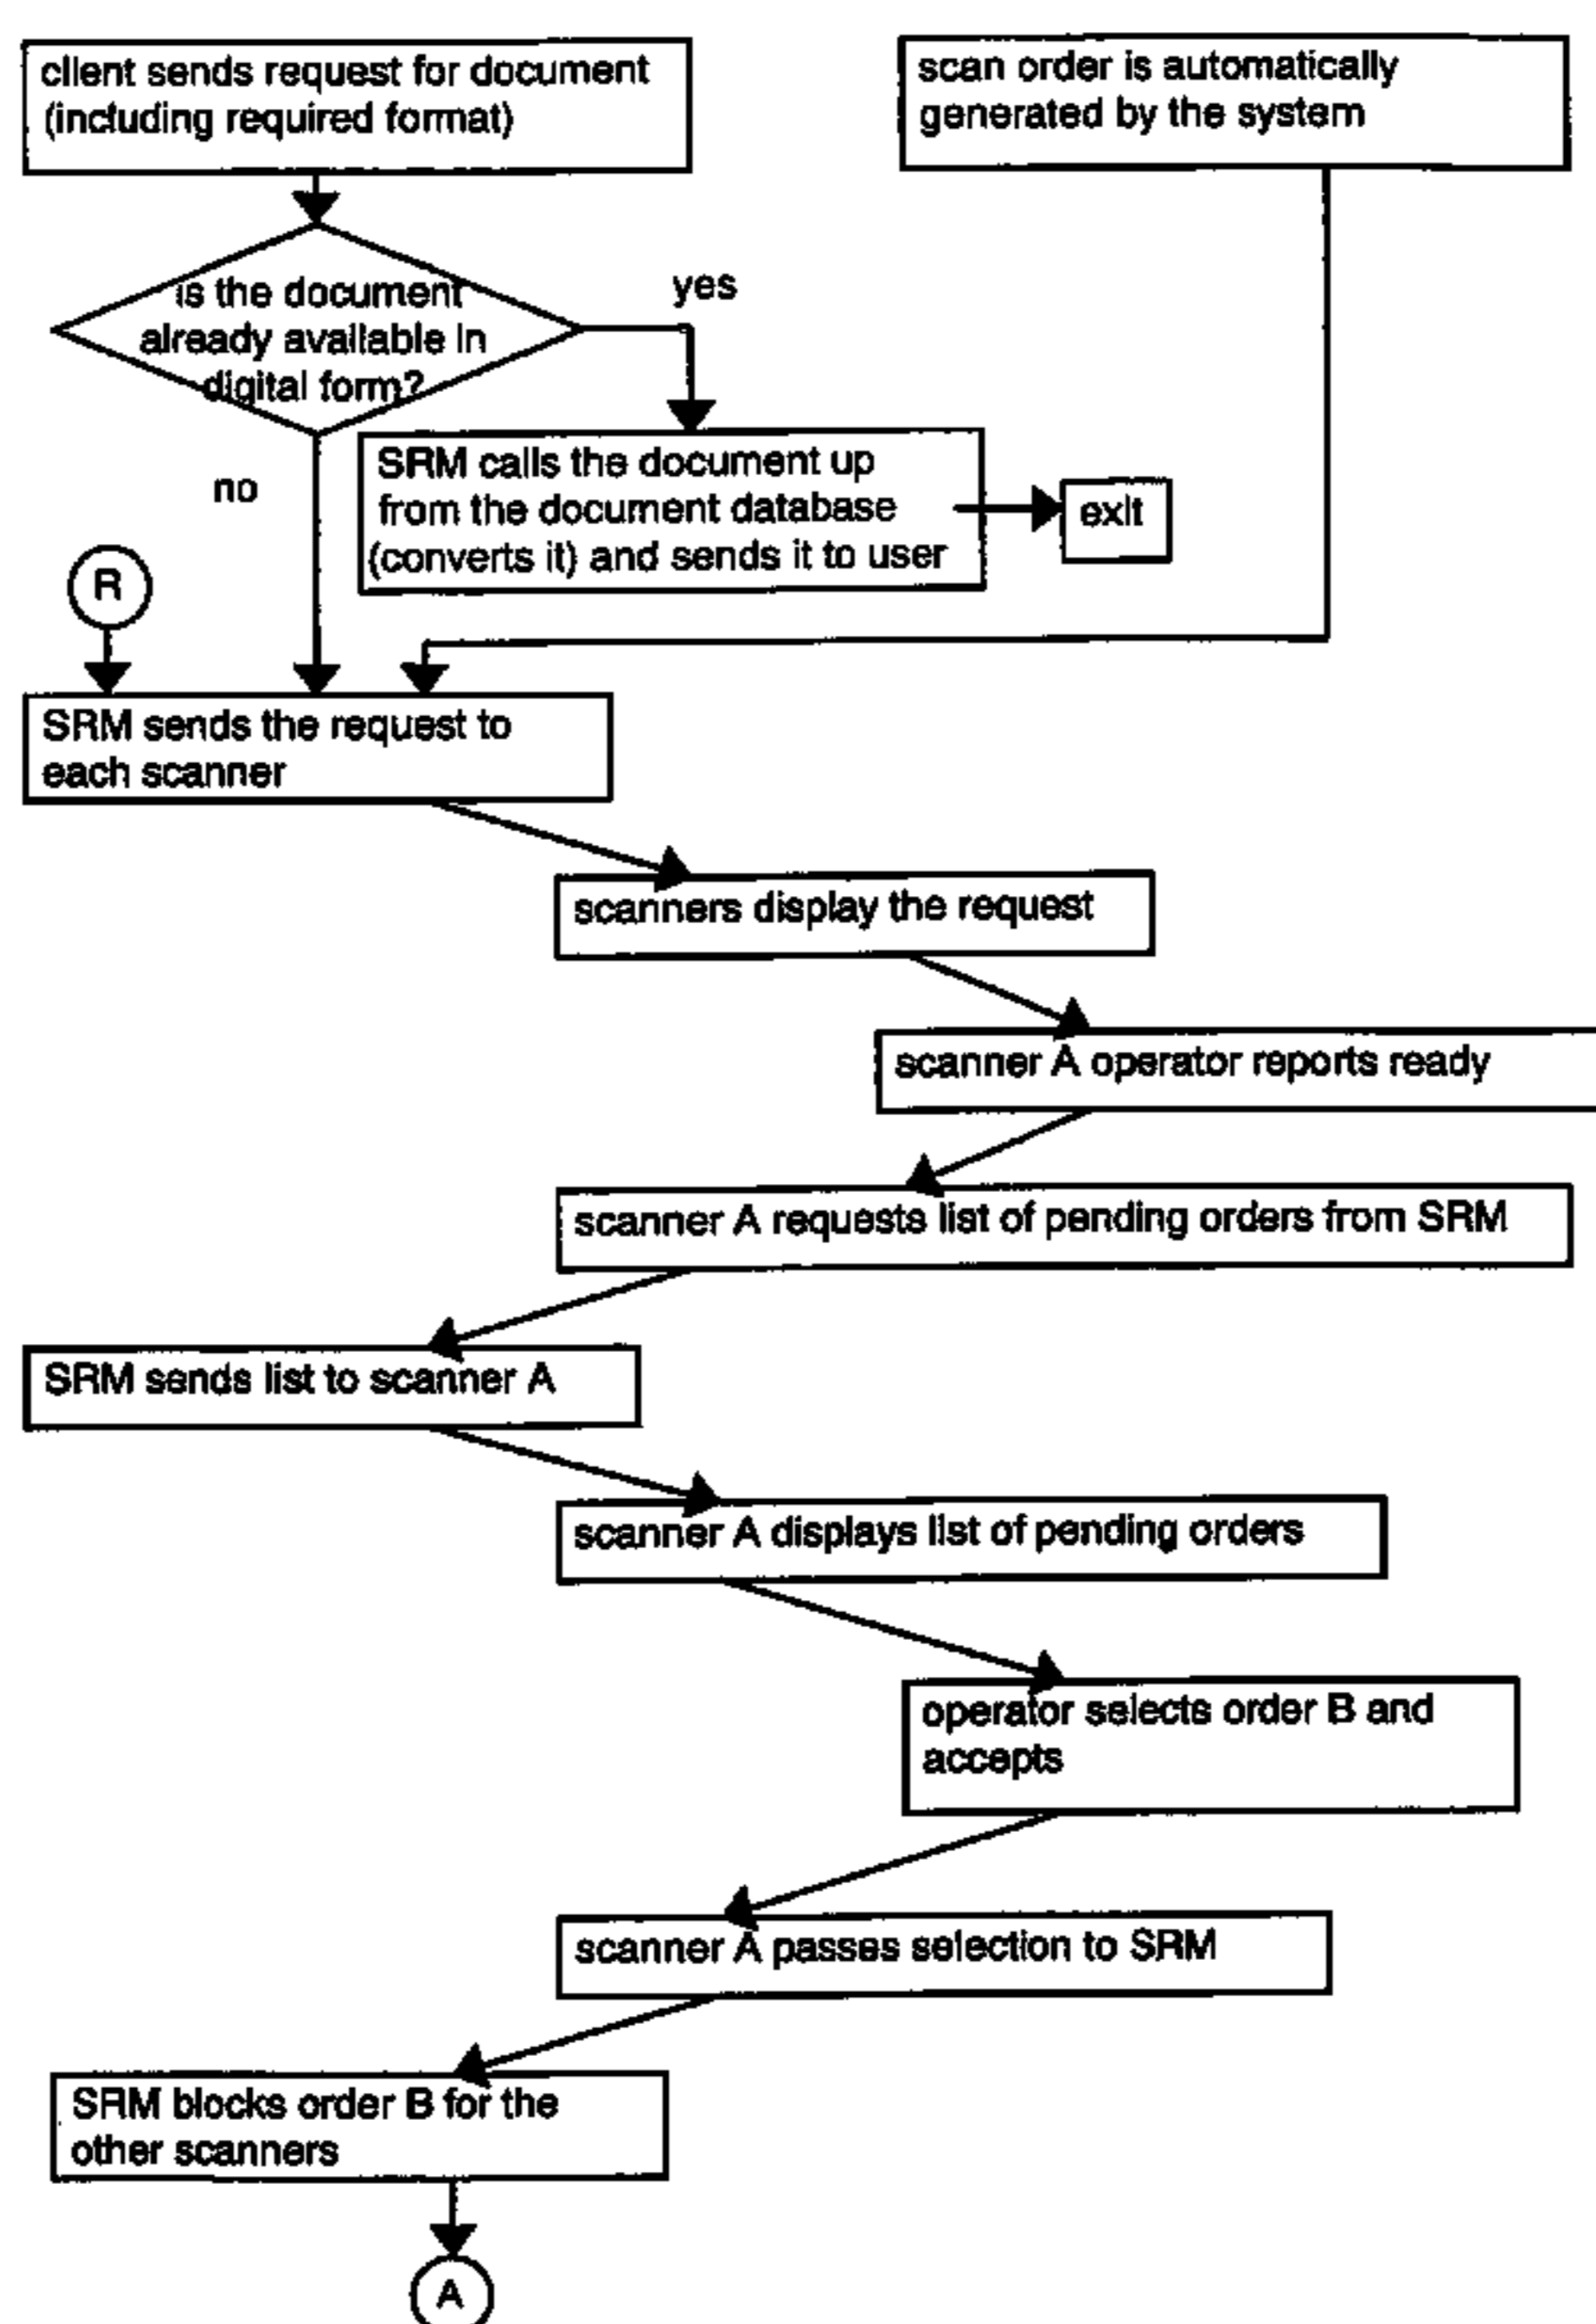 client sends request for document
(including required format)
scan order is automatically
generated by the system
is the document
already available in
digital form?
yes
no
SRM calls the document up
from the document database
(converts it) and sends it to user
exit
R
SRM sends the request to
each scanner
scanners display the request
scanner A operator reports ready
scanner A requests list of pending orders from SRM
SRM sends list to scanner A
scanner A displays list of pending orders
operator selects order B and
accepts
scanner A passes selection to SRM
SRM blocks order B for the
other scanners
A